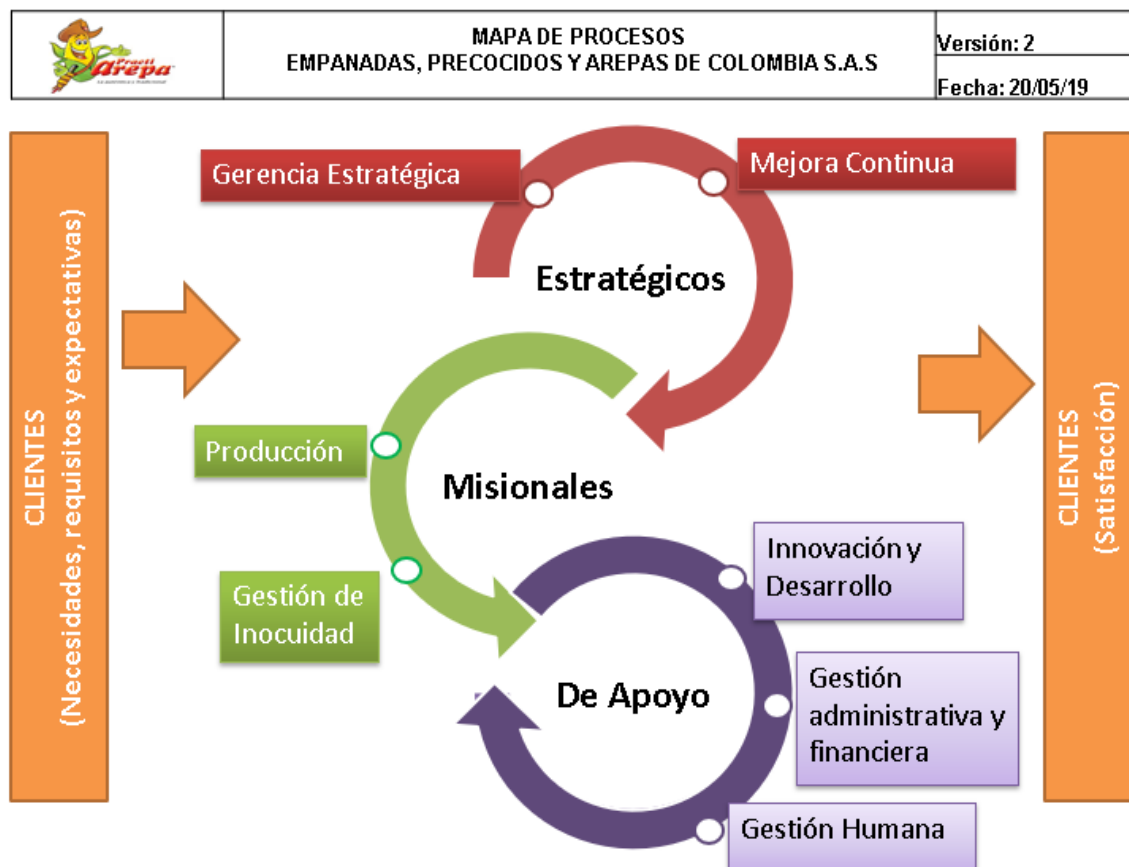 Practi
Arepa
MAPA DE PROCESOS
EMPANADAS, PRECOCIDOS Y AREPAS DE COLOMBIA S.A.S
Versión: 2
Fecha: 20/05/19
CLIENTES
(Necesidades, requisitos y expectativas)
Gerencia Estratégica
Mejora Continua
Estratégicos
Producción
Misionales
Gestión de
Inocuidad
Innovación y
Desarrollo
De Apoyo
Gestión
administrativa y
financiera
Gestión Humana
CLIENTES
(Satisfacción)